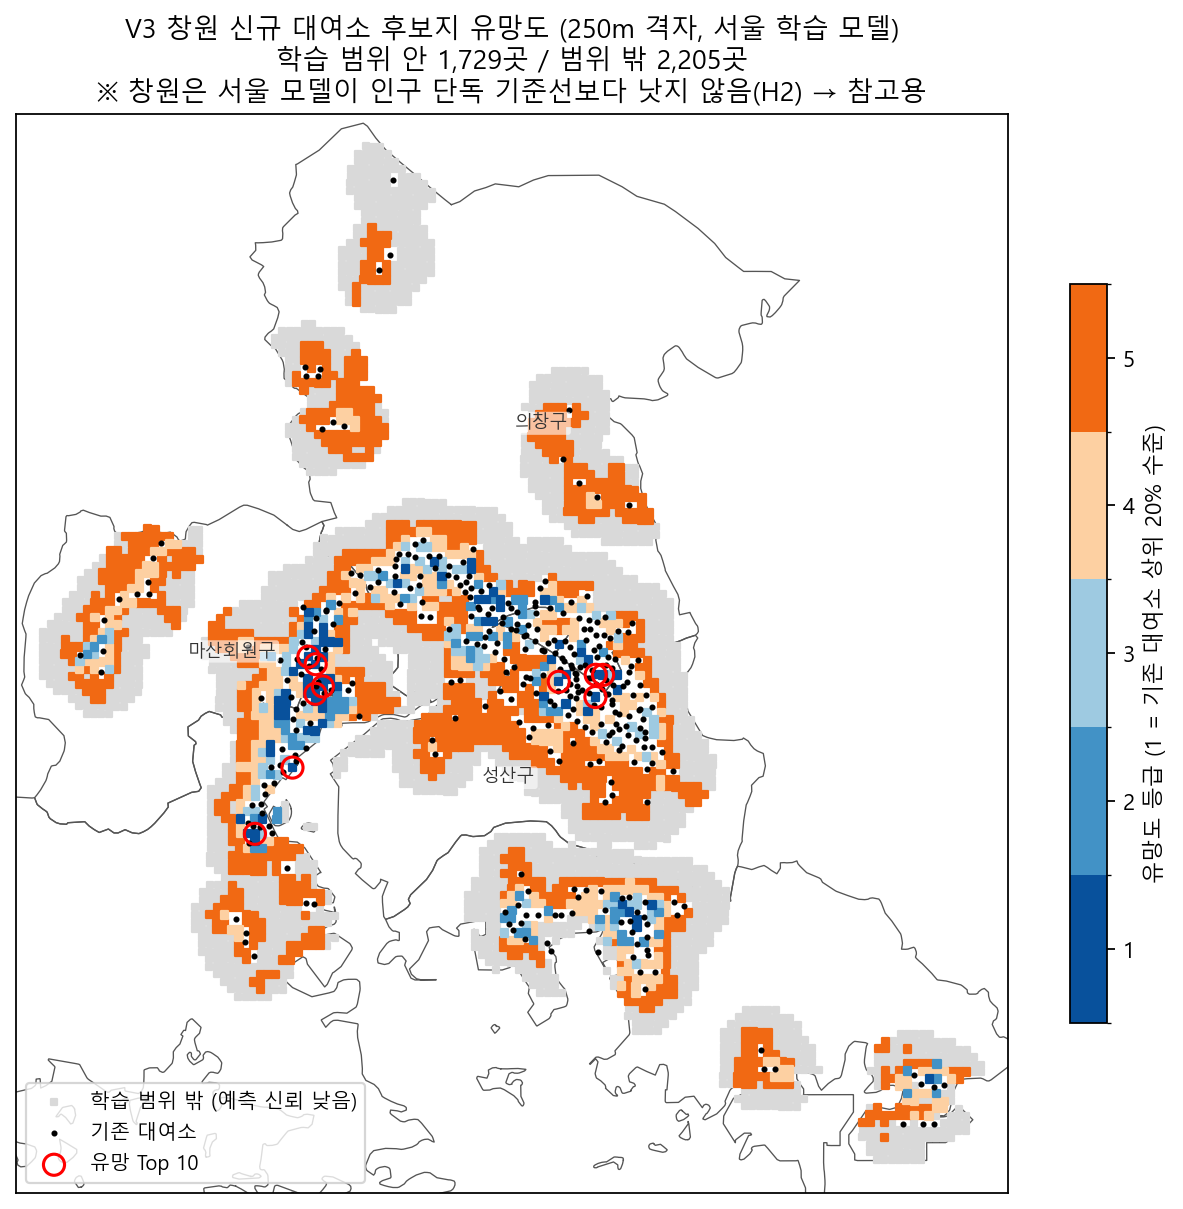 V3 창원 신규 대여소 후보지 유망도 (250m 격자, 서울 학습 모델)
학습 범위 안 1,729곳 / 범위 밖 2,205곳
※ 창원은 서울 모델이 인구 단독 기준선보다 낫지 않음(H2) → 참고용
의창구
마산회원구
성산구
5
4
3
2
1
유망도 등급 (1 = 기존 대여소 상위 20% 수준)
학습 범위 밖 (예측 신뢰 낮음)
기존 대여소
유망 Top 10